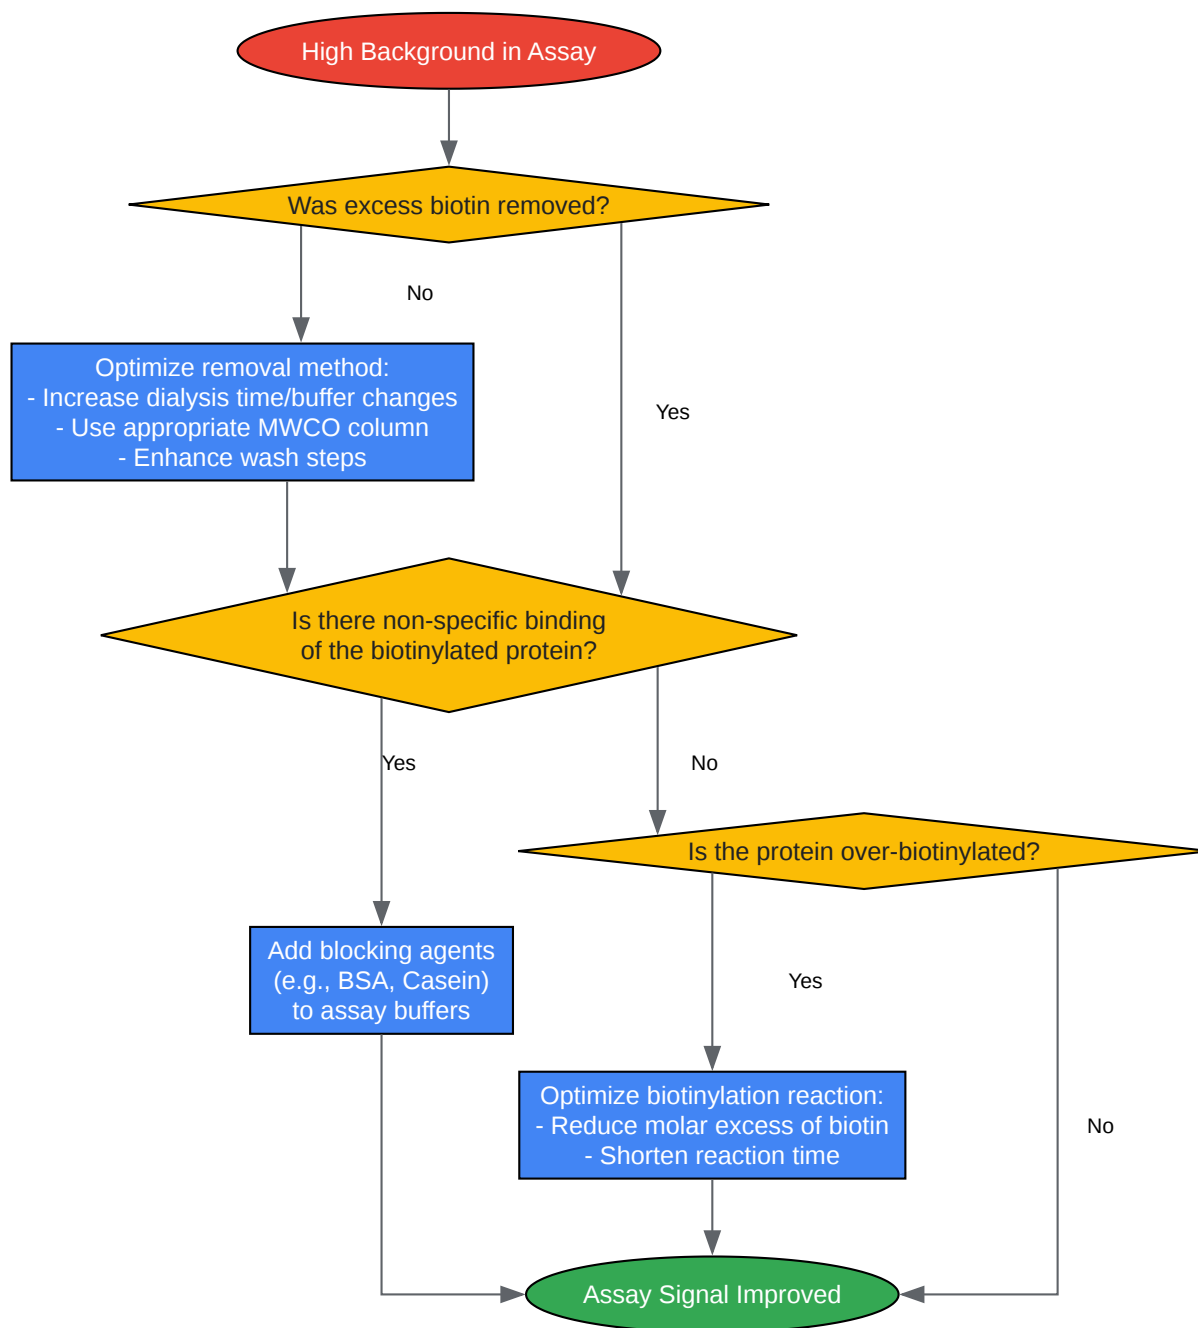 High Background in Assay
Was excess biotin removed?
No
Optimize removal method:
- Increase dialysis time/buffer changes
- Use appropriate MWCO column
- Enhance wash steps
Yes
Is there non-specific binding
of the biotinylated protein?
Yes
No
Is the protein over-biotinylated?
Add blocking agents
(e.g., BSA, Casein)
to assay buffers
Yes
Optimize biotinylation reaction:
- Reduce molar excess of biotin
- Shorten reaction time
No
Assay Signal Improved